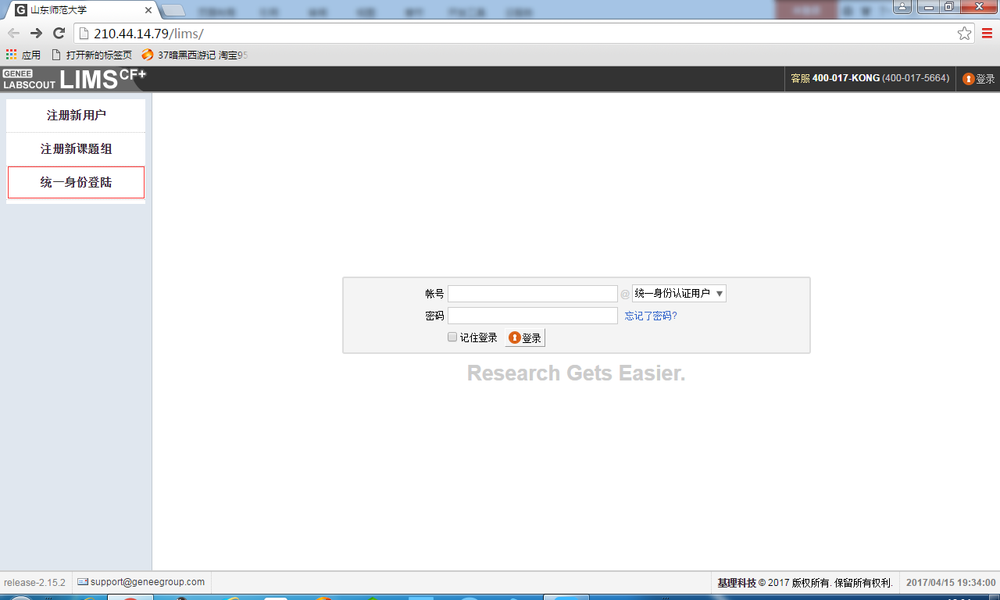 山东师范大学
210.44.14.79/lims/
应用 打开新的标签页 37暗黑西游记 淘宝95
GENEE
LABSCOUT LIMS CF+
客服 400-017-KONG (400-017-5664) 登录
注册新用户
注册新课题组
统一身份登陆
帐号 @ 统一身份认证用户
密码 忘记了密码?
记住登录 登录
Research Gets Easier.
release-2.15.2 support@geneegroup.com 基理科技 © 2017 版权所有. 保留所有权利. 2017/04/15 19:34:00